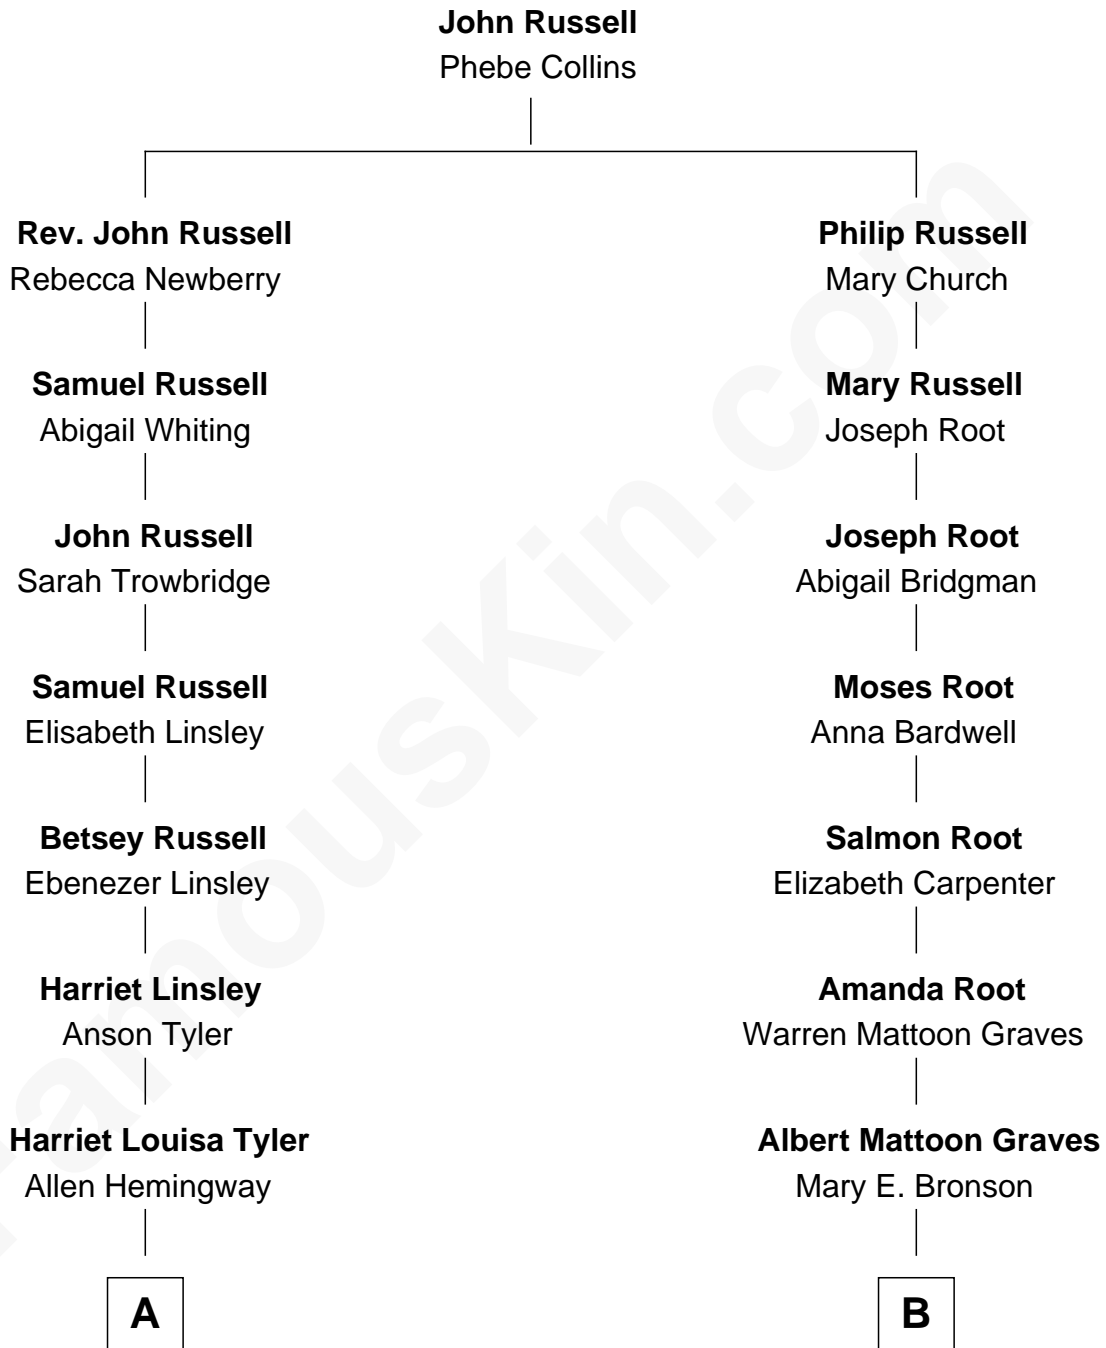 John Russell
Phebe Collins
Rev. John Russell
Rebecca Newberry
Philip Russell
Mary Church
Samuel Russell
Abigail Whiting
Mary Russell
Joseph Root
John Russell
Sarah Trowbridge
Joseph Root
Abigail Bridgman
Samuel Russell
Elisabeth Linsley
Moses Root
Anna Bardwell
Betsey Russell
Ebenezer Linsley
Salmon Root
Elizabeth Carpenter
Harriet Linsley
Anson Tyler
Amanda Root
Warren Mattoon Graves
Harriet Louisa Tyler
Allen Hemingway
Albert Mattoon Graves
Mary E. Bronson
A
B
FamousKin.com